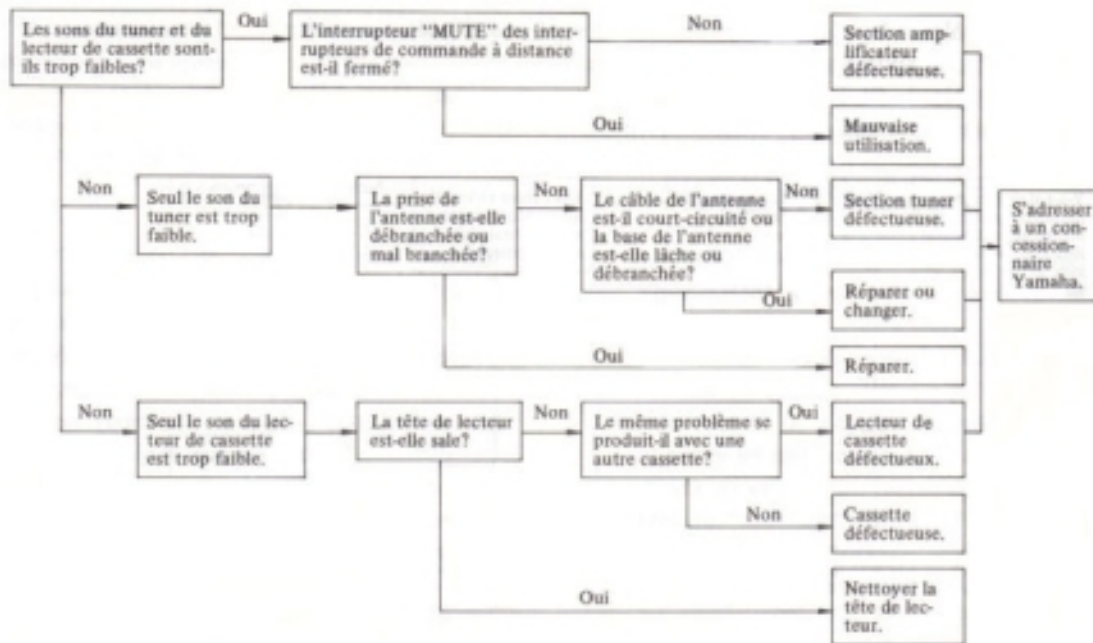 Les sons du tuner et du
lecteur de cassette sont-
ils trop faibles?
Oui
L'interrupteur "MUTE" des inter-
rupteurs de commande à distance
est-il fermé?
Non
Section amp-
lificateur
défectueuse.
Oui
Mauvaise
utilisation.
Non
Seul le son du
tuner est trop
faible.
La prise de
l'antenne est-elle
débranchée ou
mal branchée?
Non
Le câble de l'antenne
est-il court-circuité ou
la base de l'antenne
est-elle lâche ou
débranchée?
Non
Section tuner
défectueuse.
S'adresser
à un con-
cession-
naire
Yamaha.
Oui
Réparer ou
changer.
Oui
Réparer.
Non
Seul le son du lec-
teur de cassette
est trop faible.
La tête de lecteur
est-elle sale?
Non
Le même problème se
produit-il avec une
autre cassette?
Oui
Lecteur de
cassette
défectueux.
Non
Cassette
défectueuse.
Oui
Nettoyer la
tête de lec-
teur.